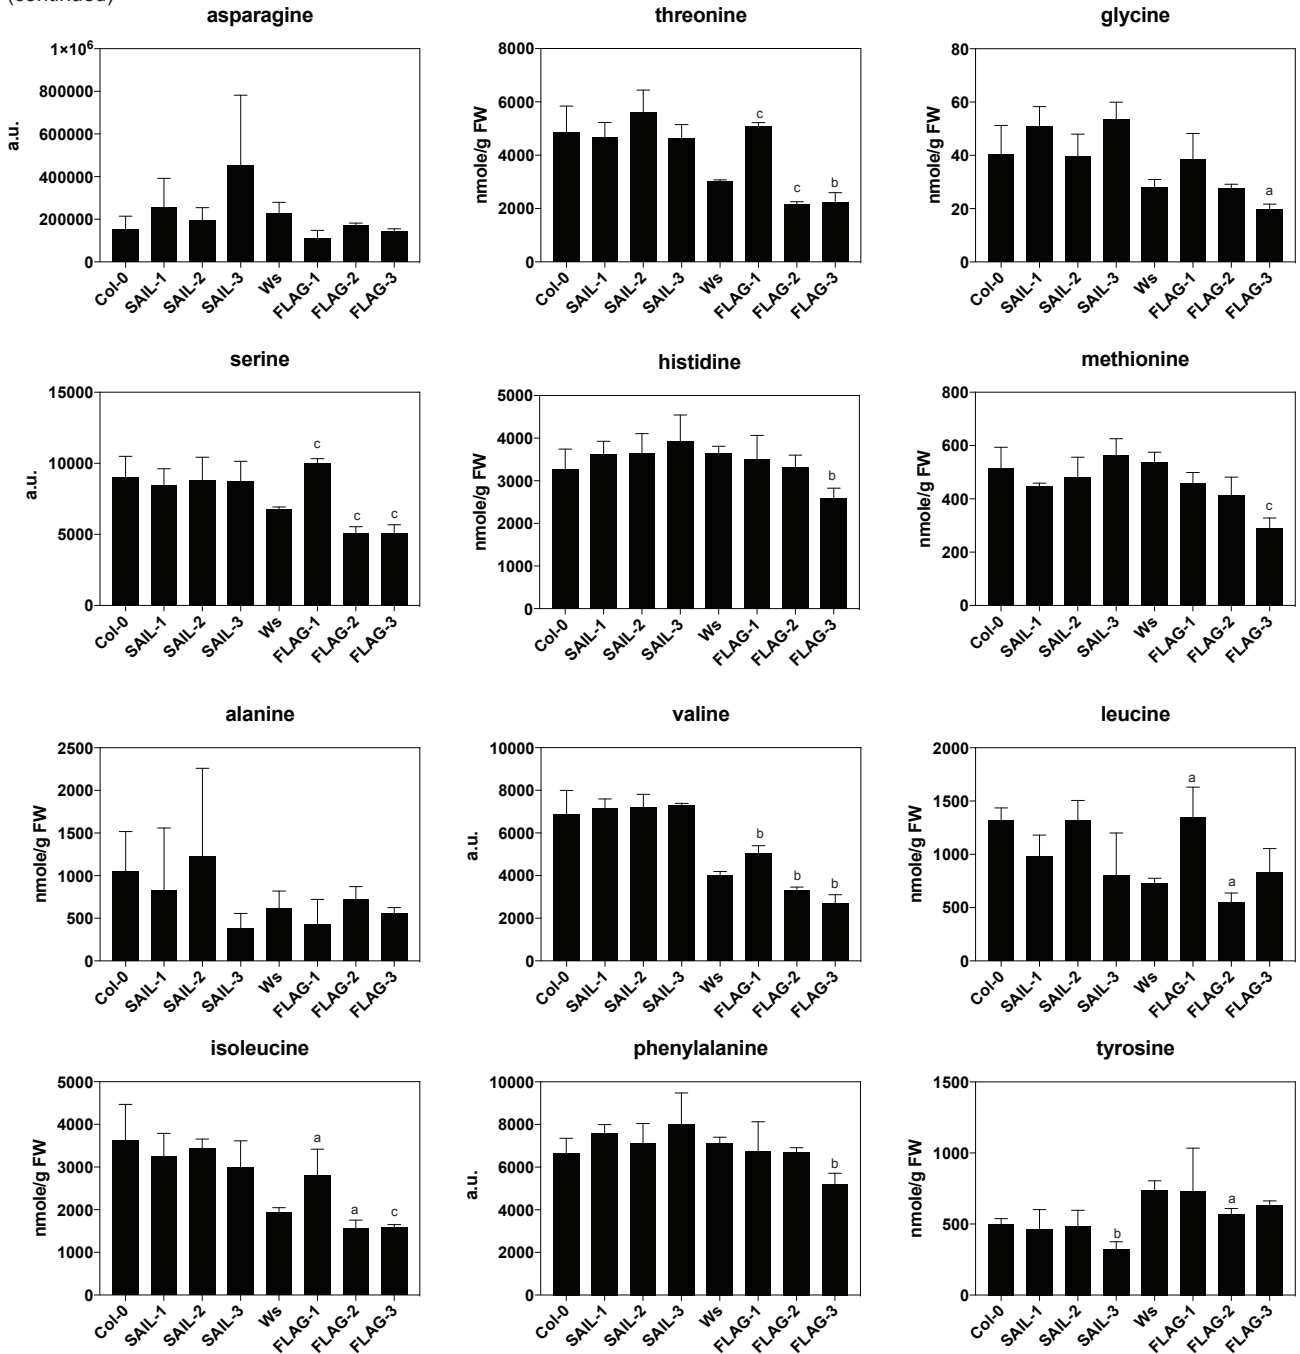 (continued)
asparagine
1×10⁶
800000
600000
400000
200000
0
a.u.
Col-0
SAIL-1
SAIL-2
SAIL-3
Ws
FLAG-1
FLAG-2
FLAG-3
threonine
8000
6000
4000
2000
0
nmole/g FW
c
c
b
Col-0
SAIL-1
SAIL-2
SAIL-3
Ws
FLAG-1
FLAG-2
FLAG-3
glycine
80
60
40
20
0
nmole/g FW
a
Col-0
SAIL-1
SAIL-2
SAIL-3
Ws
FLAG-1
FLAG-2
FLAG-3
serine
15000
10000
5000
0
a.u.
c
c
c
Col-0
SAIL-1
SAIL-2
SAIL-3
Ws
FLAG-1
FLAG-2
FLAG-3
histidine
5000
4000
3000
2000
1000
0
nmole/g FW
b
Col-0
SAIL-1
SAIL-2
SAIL-3
Ws
FLAG-1
FLAG-2
FLAG-3
methionine
800
600
400
200
0
nmole/g FW
c
Col-0
SAIL-1
SAIL-2
SAIL-3
Ws
FLAG-1
FLAG-2
FLAG-3
alanine
2500
2000
1500
1000
500
0
nmole/g FW
Col-0
SAIL-1
SAIL-2
SAIL-3
Ws
FLAG-1
FLAG-2
FLAG-3
valine
10000
8000
6000
4000
2000
0
a.u.
b
b
b
Col-0
SAIL-1
SAIL-2
SAIL-3
Ws
FLAG-1
FLAG-2
FLAG-3
leucine
2000
1500
1000
500
0
nmole/g FW
a
a
Col-0
SAIL-1
SAIL-2
SAIL-3
Ws
FLAG-1
FLAG-2
FLAG-3
isoleucine
5000
4000
3000
2000
1000
0
nmole/g FW
a
a
c
Col-0
SAIL-1
SAIL-2
SAIL-3
Ws
FLAG-1
FLAG-2
FLAG-3
phenylalanine
10000
8000
6000
4000
2000
0
a.u.
b
Col-0
SAIL-1
SAIL-2
SAIL-3
Ws
FLAG-1
FLAG-2
FLAG-3
tyrosine
1500
1000
500
0
nmole/g FW
b
a
Col-0
SAIL-1
SAIL-2
SAIL-3
Ws
FLAG-1
FLAG-2
FLAG-3